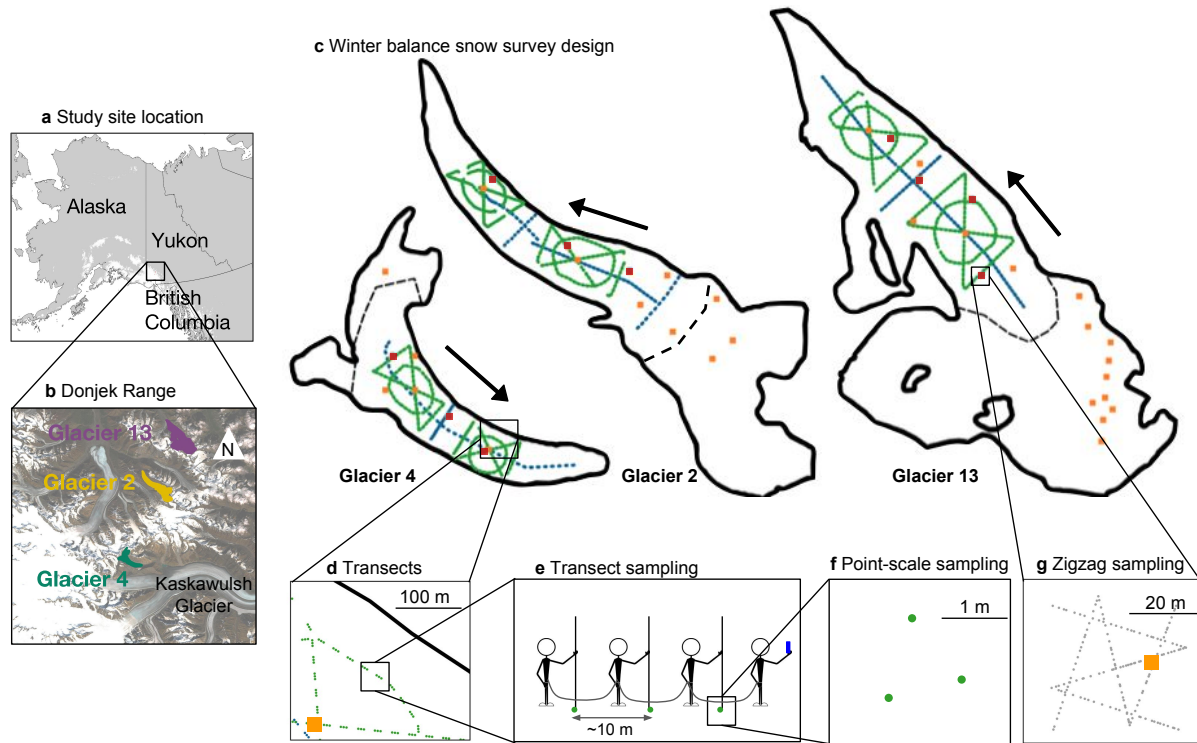 c Winter balance snow survey design
a Study site location
Alaska
Yukon
British
Columbia
b Donjek Range
Glacier 13
N
Glacier 2
Glacier 4
Kaskawulsh
Glacier
Glacier 4
Glacier 2
Glacier 13
d Transects
100 m
e Transect sampling
~10 m
f Point-scale sampling
1 m
g Zigzag sampling
20 m